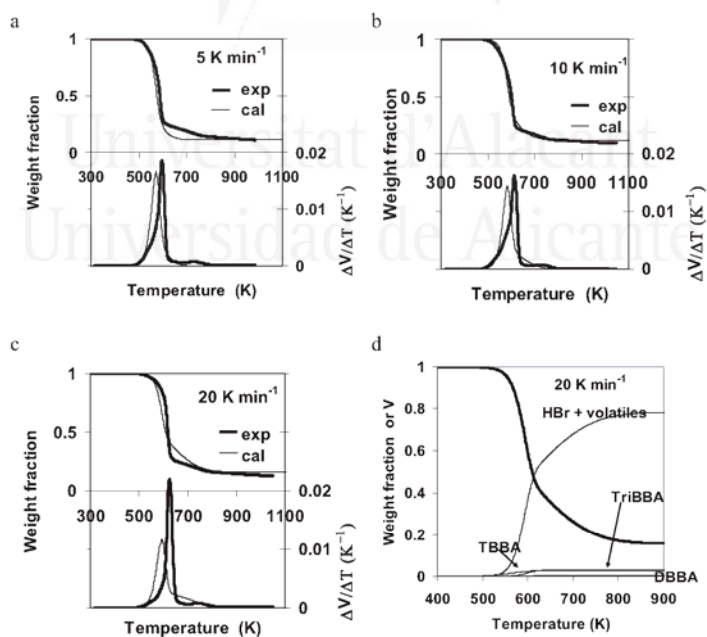 a
1
5 K min⁻¹
exp
cal
Weight fraction
0.5
0
0.02
300 500 700 900 1100
0.01
0
ΔV/ΔT (K⁻¹)
Temperature (K)
b
1
10 K min⁻¹
exp
cal
Weight fraction
0.5
0
0.02
300 500 700 900 1100
0.01
0
ΔV/ΔT (K⁻¹)
Temperature (K)
Universitat d'Alacant
Universidad de Alicante
c
1
20 K min⁻¹
exp
cal
Weight fraction
0.5
0
0.02
300 500 700 900 1100
0.01
0
ΔV/ΔT (K⁻¹)
Temperature (K)
d
1
20 K min⁻¹
HBr + volatiles
0.8
Weight fraction or V
0.6
0.4
TriBBA
0.2
TBBA
DBBA
0
400 500 600 700 800 900
Temperature (K)